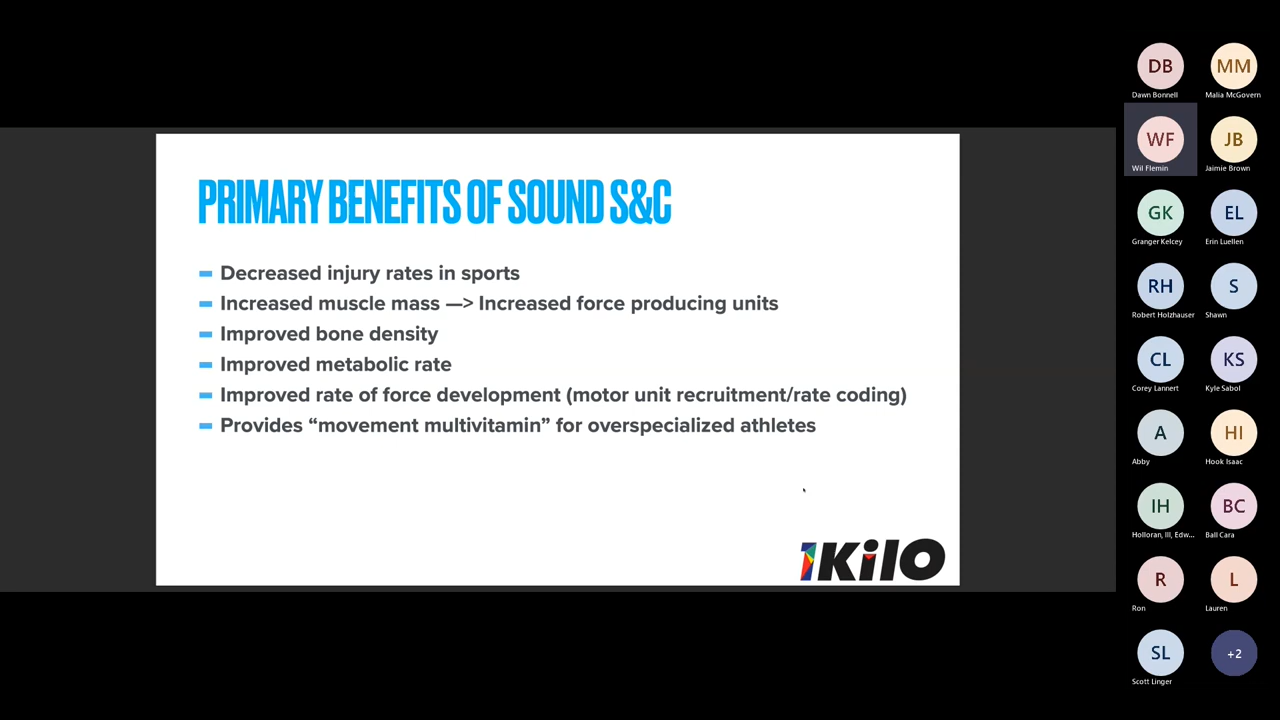 PRIMARY BENEFITS OF SOUND S&C
Decreased injury rates in sports
Increased muscle mass —> Increased force producing units
Improved bone density
Improved metabolic rate
Improved rate of force development (motor unit recruitment/rate coding)
Provides “movement multivitamin” for overspecialized athletes
1Kilo
DB
Dawn Bonnell
MM
Malia McGovern
WF
Wil Flemin
JB
Jaimie Brown
GK
Granger Kelcey
EL
Erin Luellen
RH
Robert Holzhauser
S
Shawn
CL
Corey Lannert
KS
Kyle Sabol
A
Abby
HI
Hook Isaac
IH
Holloran, III, Edw...
BC
Ball Cara
R
Ron
L
Lauren
SL
Scott Linger
+2